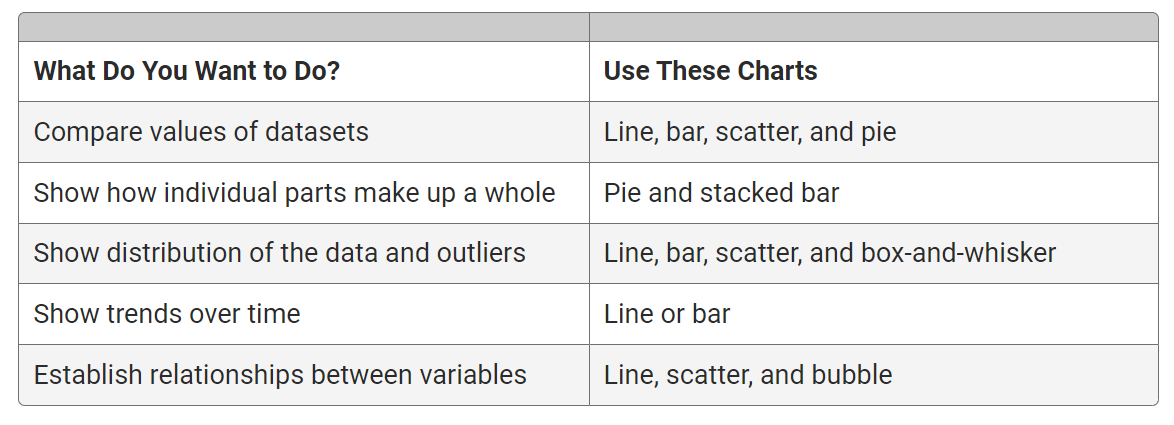 What Do You Want to Do? Use These Charts
Compare values of datasets Line, bar, scatter, and pie
Show how individual parts make up a whole Pie and stacked bar
Show distribution of the data and outliers Line, bar, scatter, and box-and-whisker
Show trends over time Line or bar
Establish relationships between variables Line, scatter, and bubble